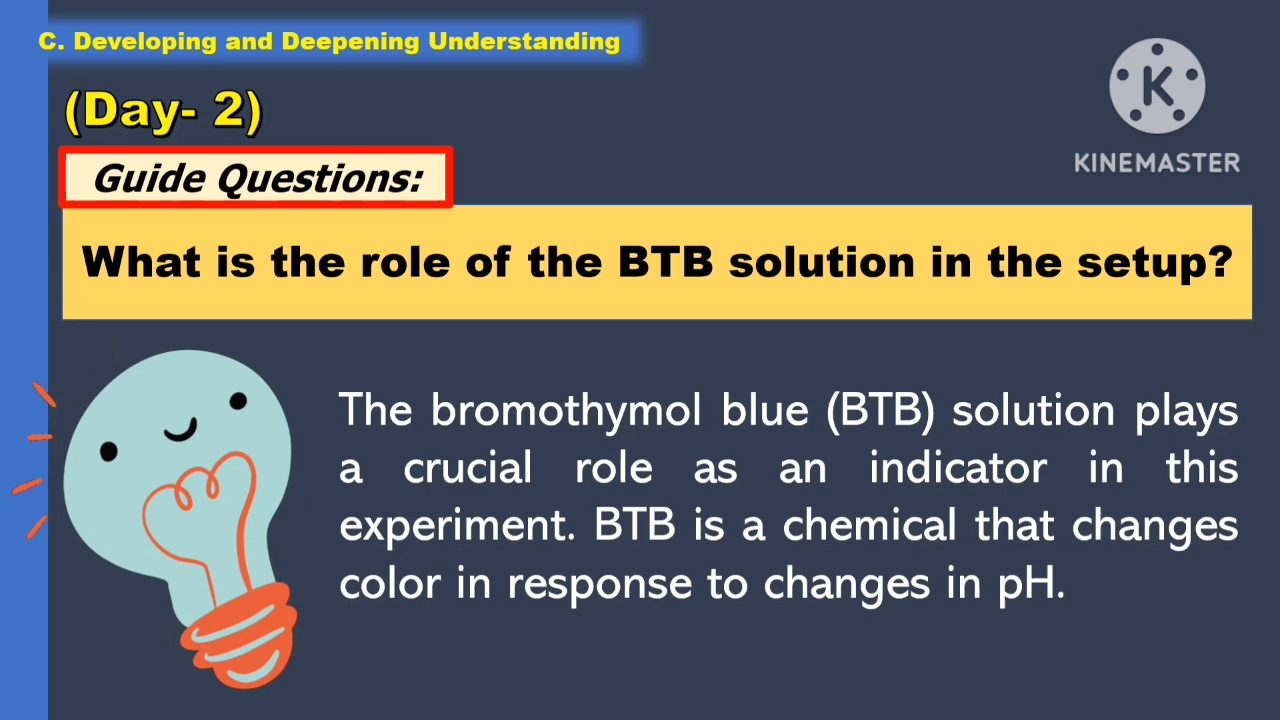 C. Developing and Deepening Understanding
(Day- 2)
K
KINEMASTER
Guide Questions:
What is the role of the BTB solution in the setup?
The bromothymol blue (BTB) solution plays
a crucial role as an indicator in this
experiment. BTB is a chemical that changes
color in response to changes in pH.